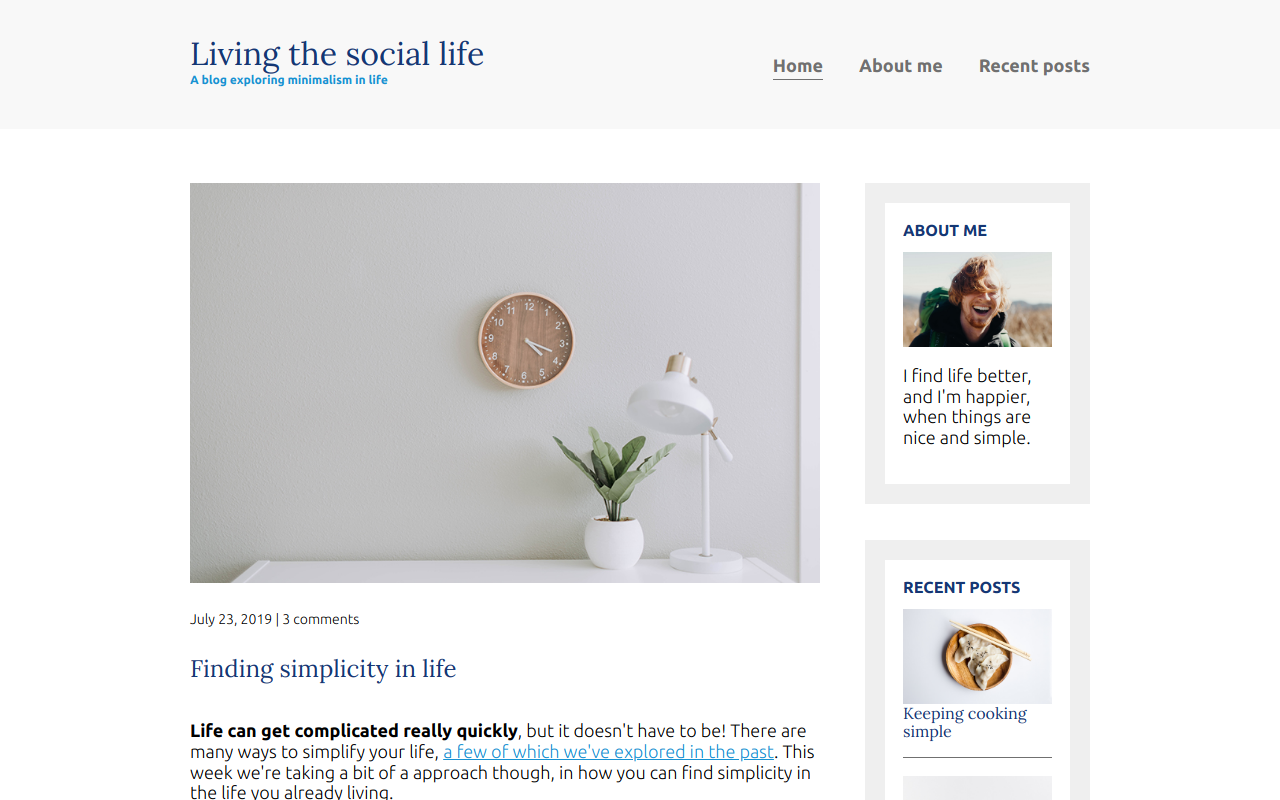 Living the social life
A blog exploring minimalism in life
Home
About me
Recent posts
12
1
2
3
4
5
6
7
8
9
10
11
July 23, 2019 | 3 comments
Finding simplicity in life
Life can get complicated really quickly, but it doesn't have to be! There are
many ways to simplify your life, a few of which we've explored in the past. This
week we're taking a bit of a approach though, in how you can find simplicity in
the life you already living.
ABOUT ME
I find life better,
and I'm happier,
when things are
nice and simple.
RECENT POSTS
Keeping cooking
simple